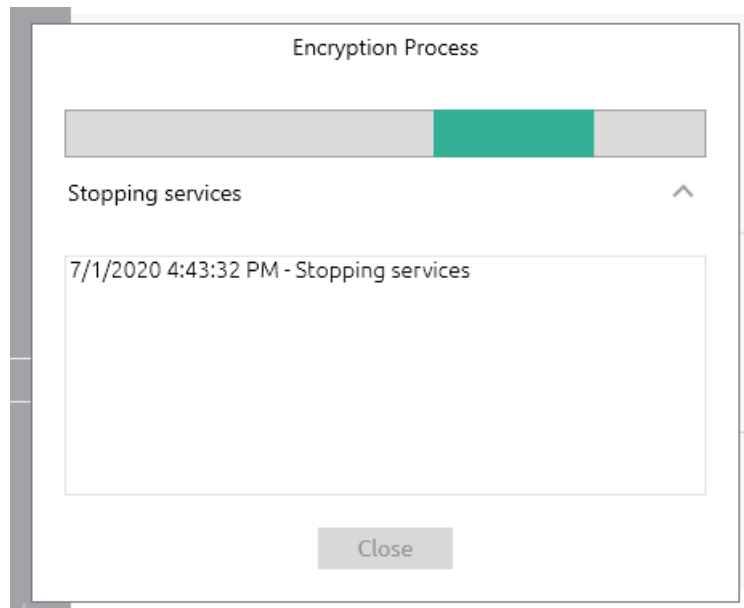 Encryption Process
Stopping services
7/1/2020 4:43:32 PM - Stopping services
Close